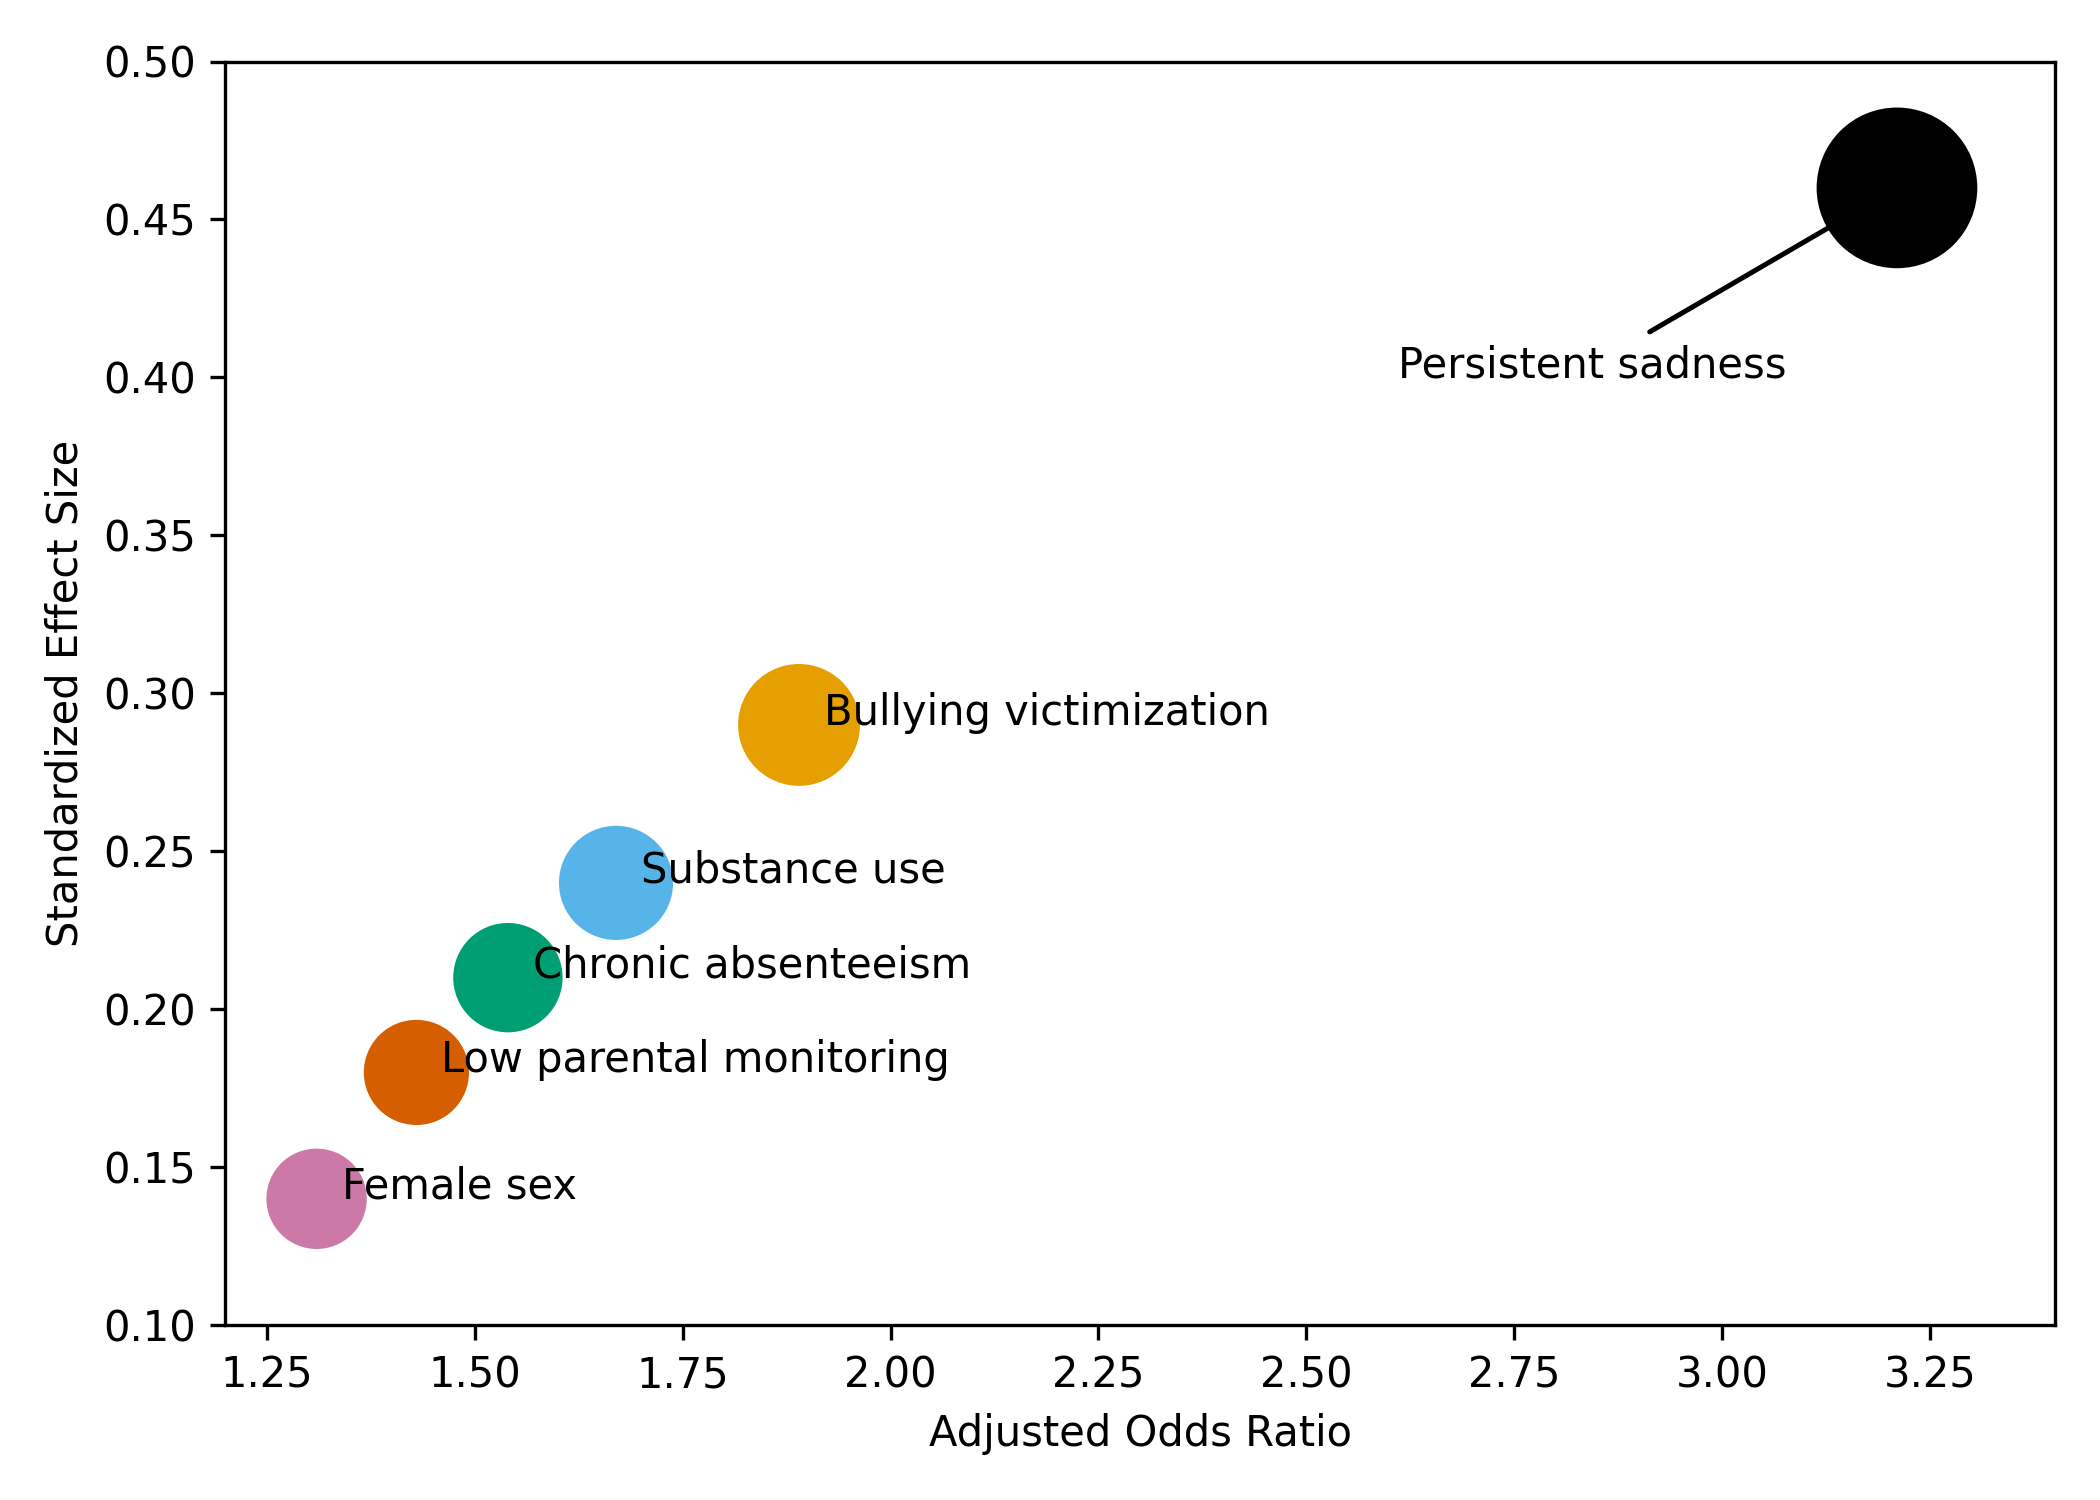 0.50
0.45
0.40
0.35
0.30
0.25
0.20
0.15
0.10
Standardized Effect Size
Persistent sadness
Bullying victimization
Substance use
Chronic absenteeism
Low parental monitoring
Female sex
1.25 1.50 1.75 2.00 2.25 2.50 2.75 3.00 3.25
Adjusted Odds Ratio